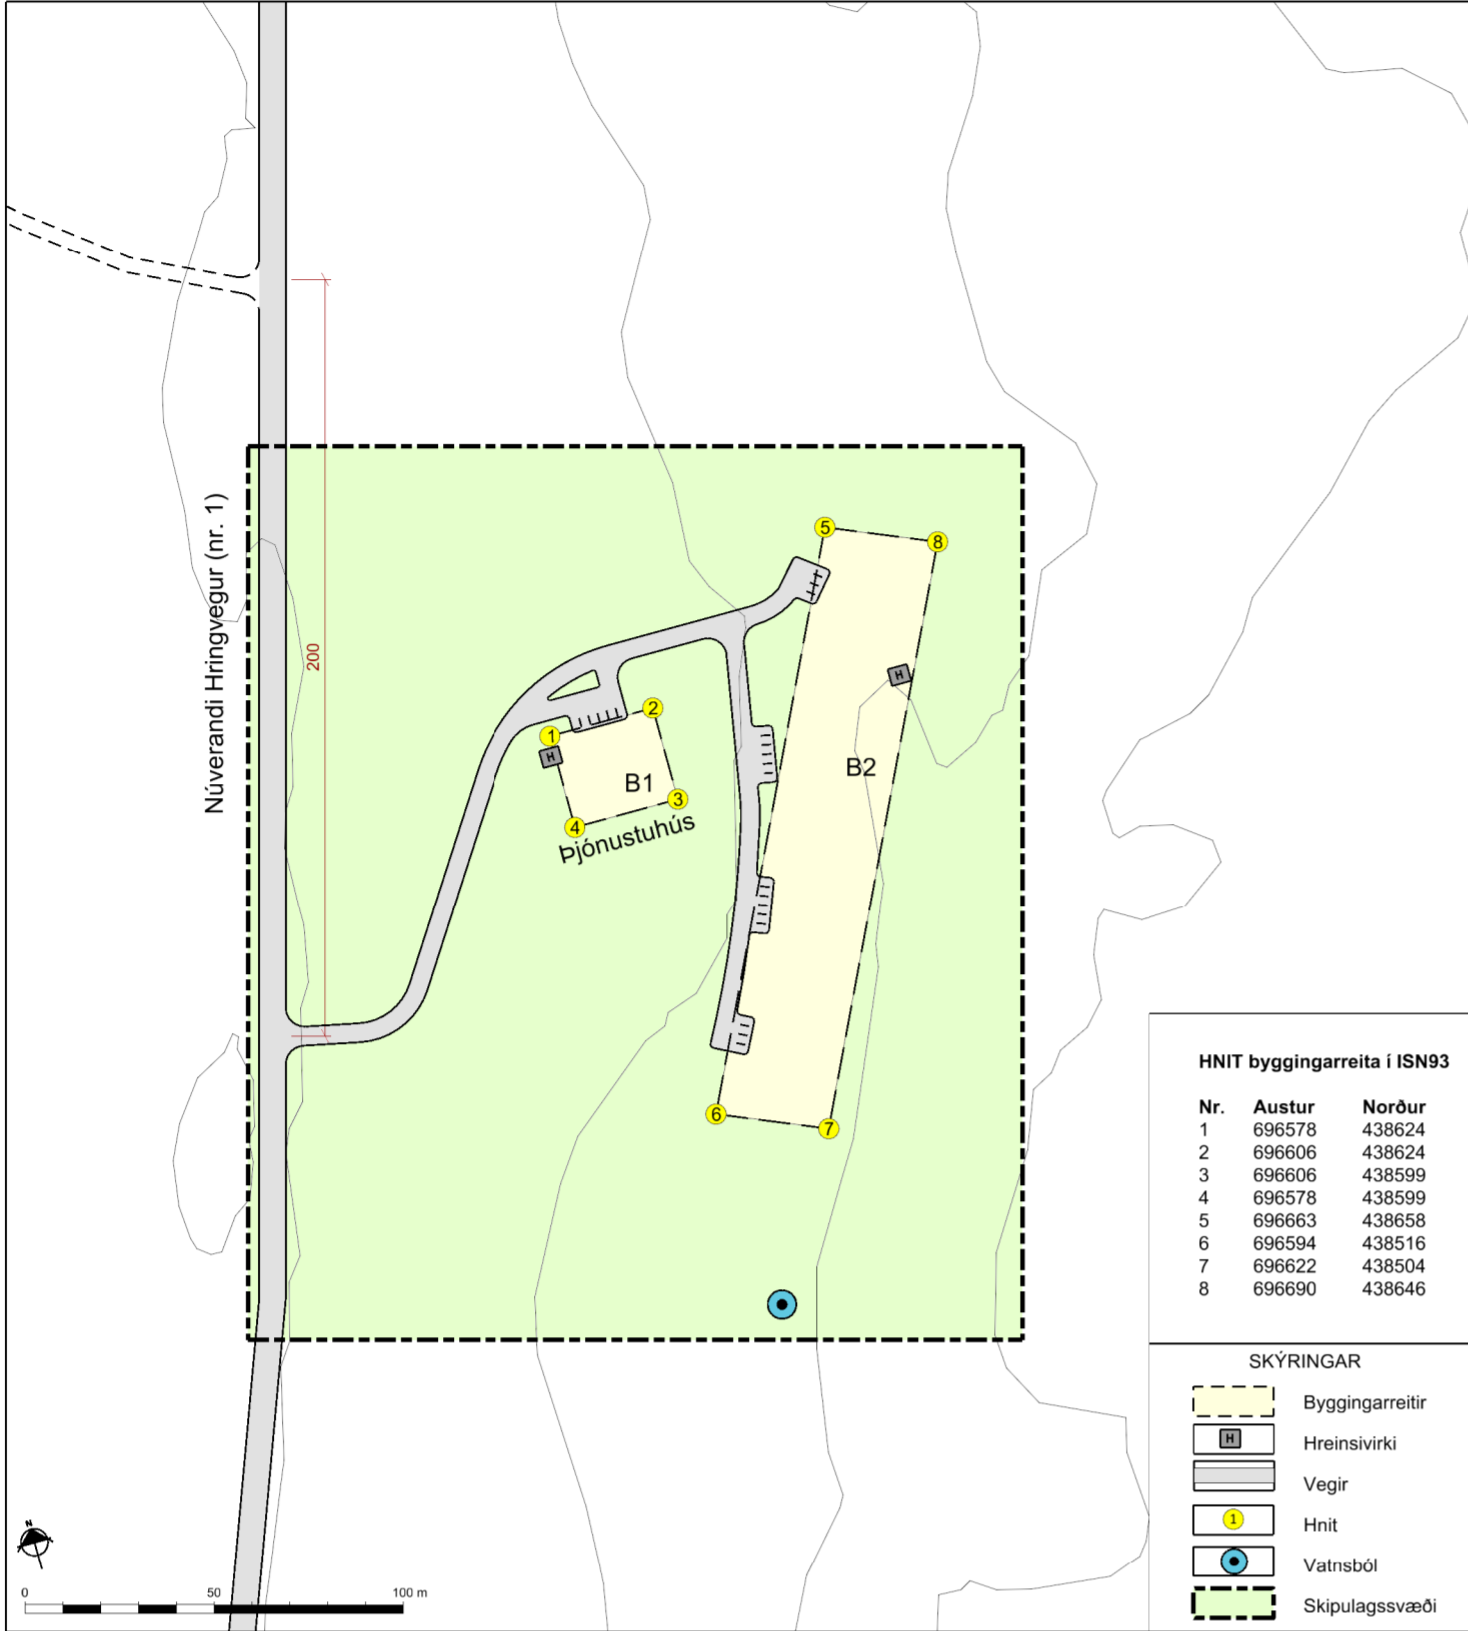 Núverandi Hringvegur (nr. 1)
200
5
8
H
2
1
H
B1
B2
3
4
Þjónustuhús
6
7
HNIT byggingarreita í ISN93
Nr. Austur Norður
1 696578 438624
2 696606 438624
3 696606 438599
4 696578 438599
5 696663 438658
6 696594 438516
7 696622 438504
8 696690 438646
SKÝRINGAR
Byggingarreitir
H Hreinsivirki
Vegir
1 Hnit
Vatnsból
Skipulagssvæði
N
0 50 100 m